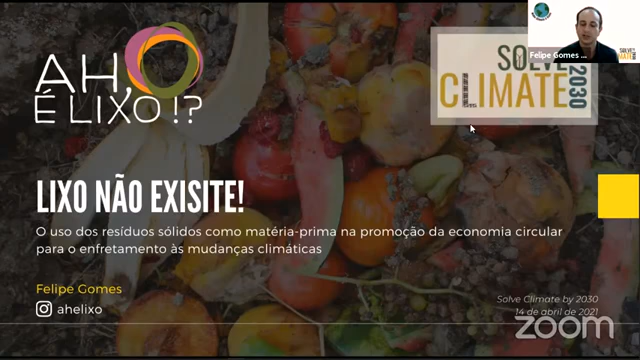 AH,
É LIXO!?
SOLVE
CLIMATE
2030
Felipe Gomes ...
LIXO NÃO EXISITE!
O uso dos resíduos sólidos como matéria-prima na promoção da economia circular
para o enfretamento às mudanças climáticas
Felipe Gomes
ahelixo
Solve Climate by 2030
14 de abril de 2021
zoom